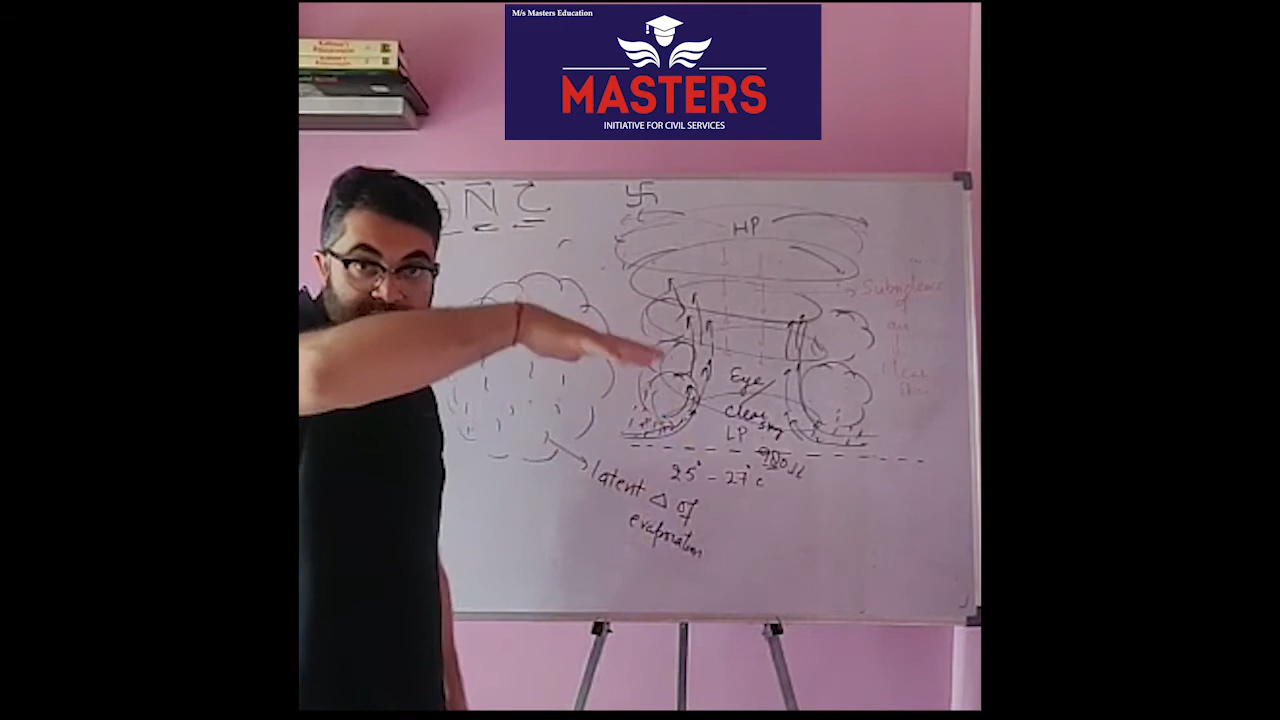 M/s Masters Education
MASTERS
INITIATIVE FOR CIVIL SERVICES
N C
HP
Subsidence
of
air
Eye
clear
sky
LP
25° - 27°c
latent Δ of
evaporation